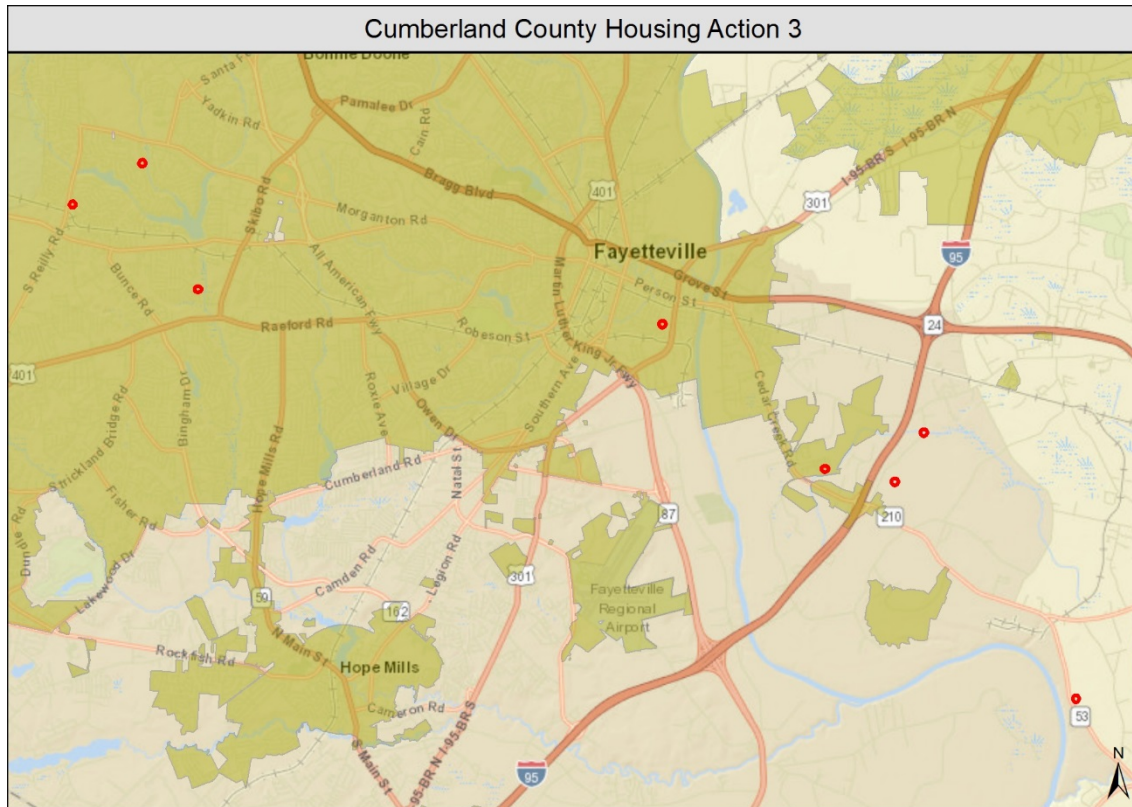 Cumberland County Housing Action 3
Bonnie Doone
Santa Fe
Yadkin Rd
Pamalee Dr
Cain Rd
Bragg Blvd
401
I-95-BR S I-95-BR N
301
Skibo Rd
Morganton Rd
S Reilly Rd
Bunce Rd
All American Fwy
Fayetteville
95
Martin Luther King Jr Fwy
Grove St
Person St
24
Raeford Rd
Robeson St
401
Village Dr
Southern Ave
Roxie Ave
Bingham Dr
Owen Dr
Cedar Creek Rd
Strickland Bridge Rd
Hope Mills Rd
Cumberland Rd
Natal St
Fisher Rd
Dundle Rd
87
210
Lakewood Dr
Camden Rd
Legion Rd
301
59
162
Fayetteville
Regional
Airport
N Main St
Rockfish Rd
Hope Mills
Cameron Rd
53
S Main St
I-95-BR N I-95-BR S
95
N